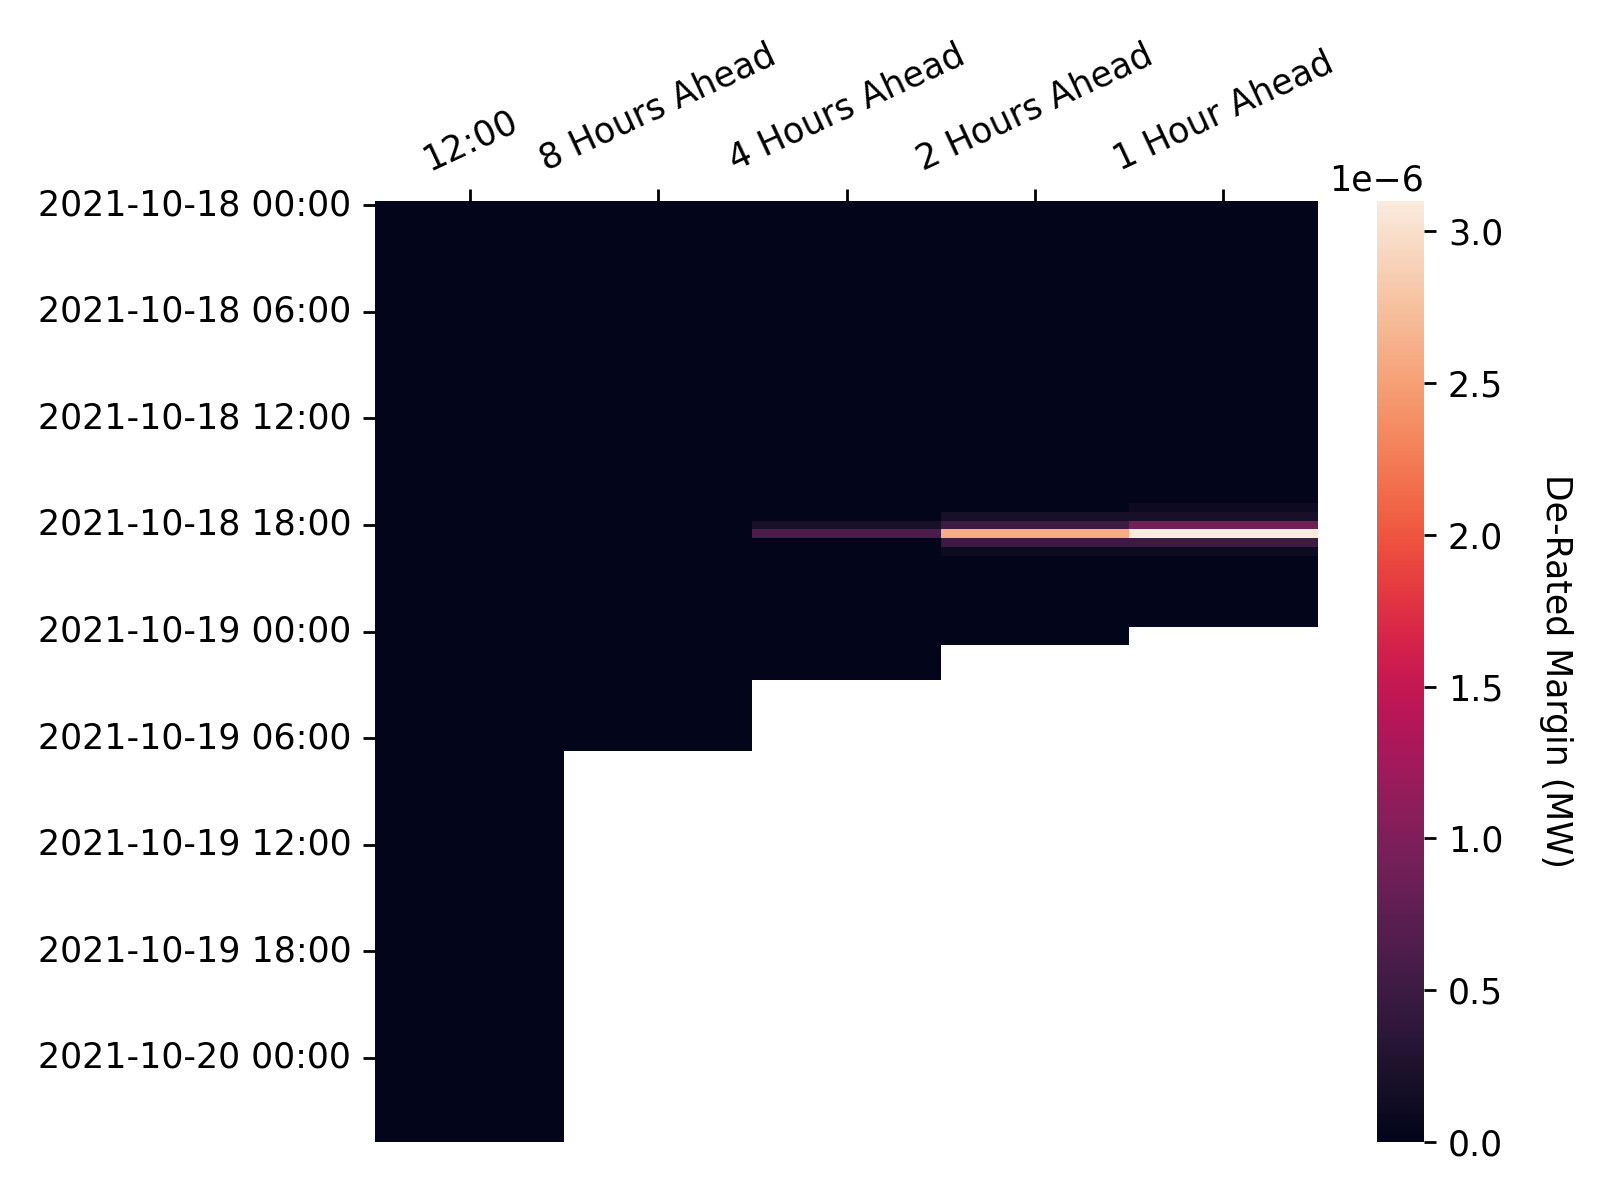 12:00
8 Hours Ahead
4 Hours Ahead
2 Hours Ahead
1 Hour Ahead
1e−6
2021-10-18 00:00
2021-10-18 06:00
2021-10-18 12:00
2021-10-18 18:00
2021-10-19 00:00
2021-10-19 06:00
2021-10-19 12:00
2021-10-19 18:00
2021-10-20 00:00
3.0
2.5
2.0
1.5
1.0
0.5
0.0
De-Rated Margin (MW)